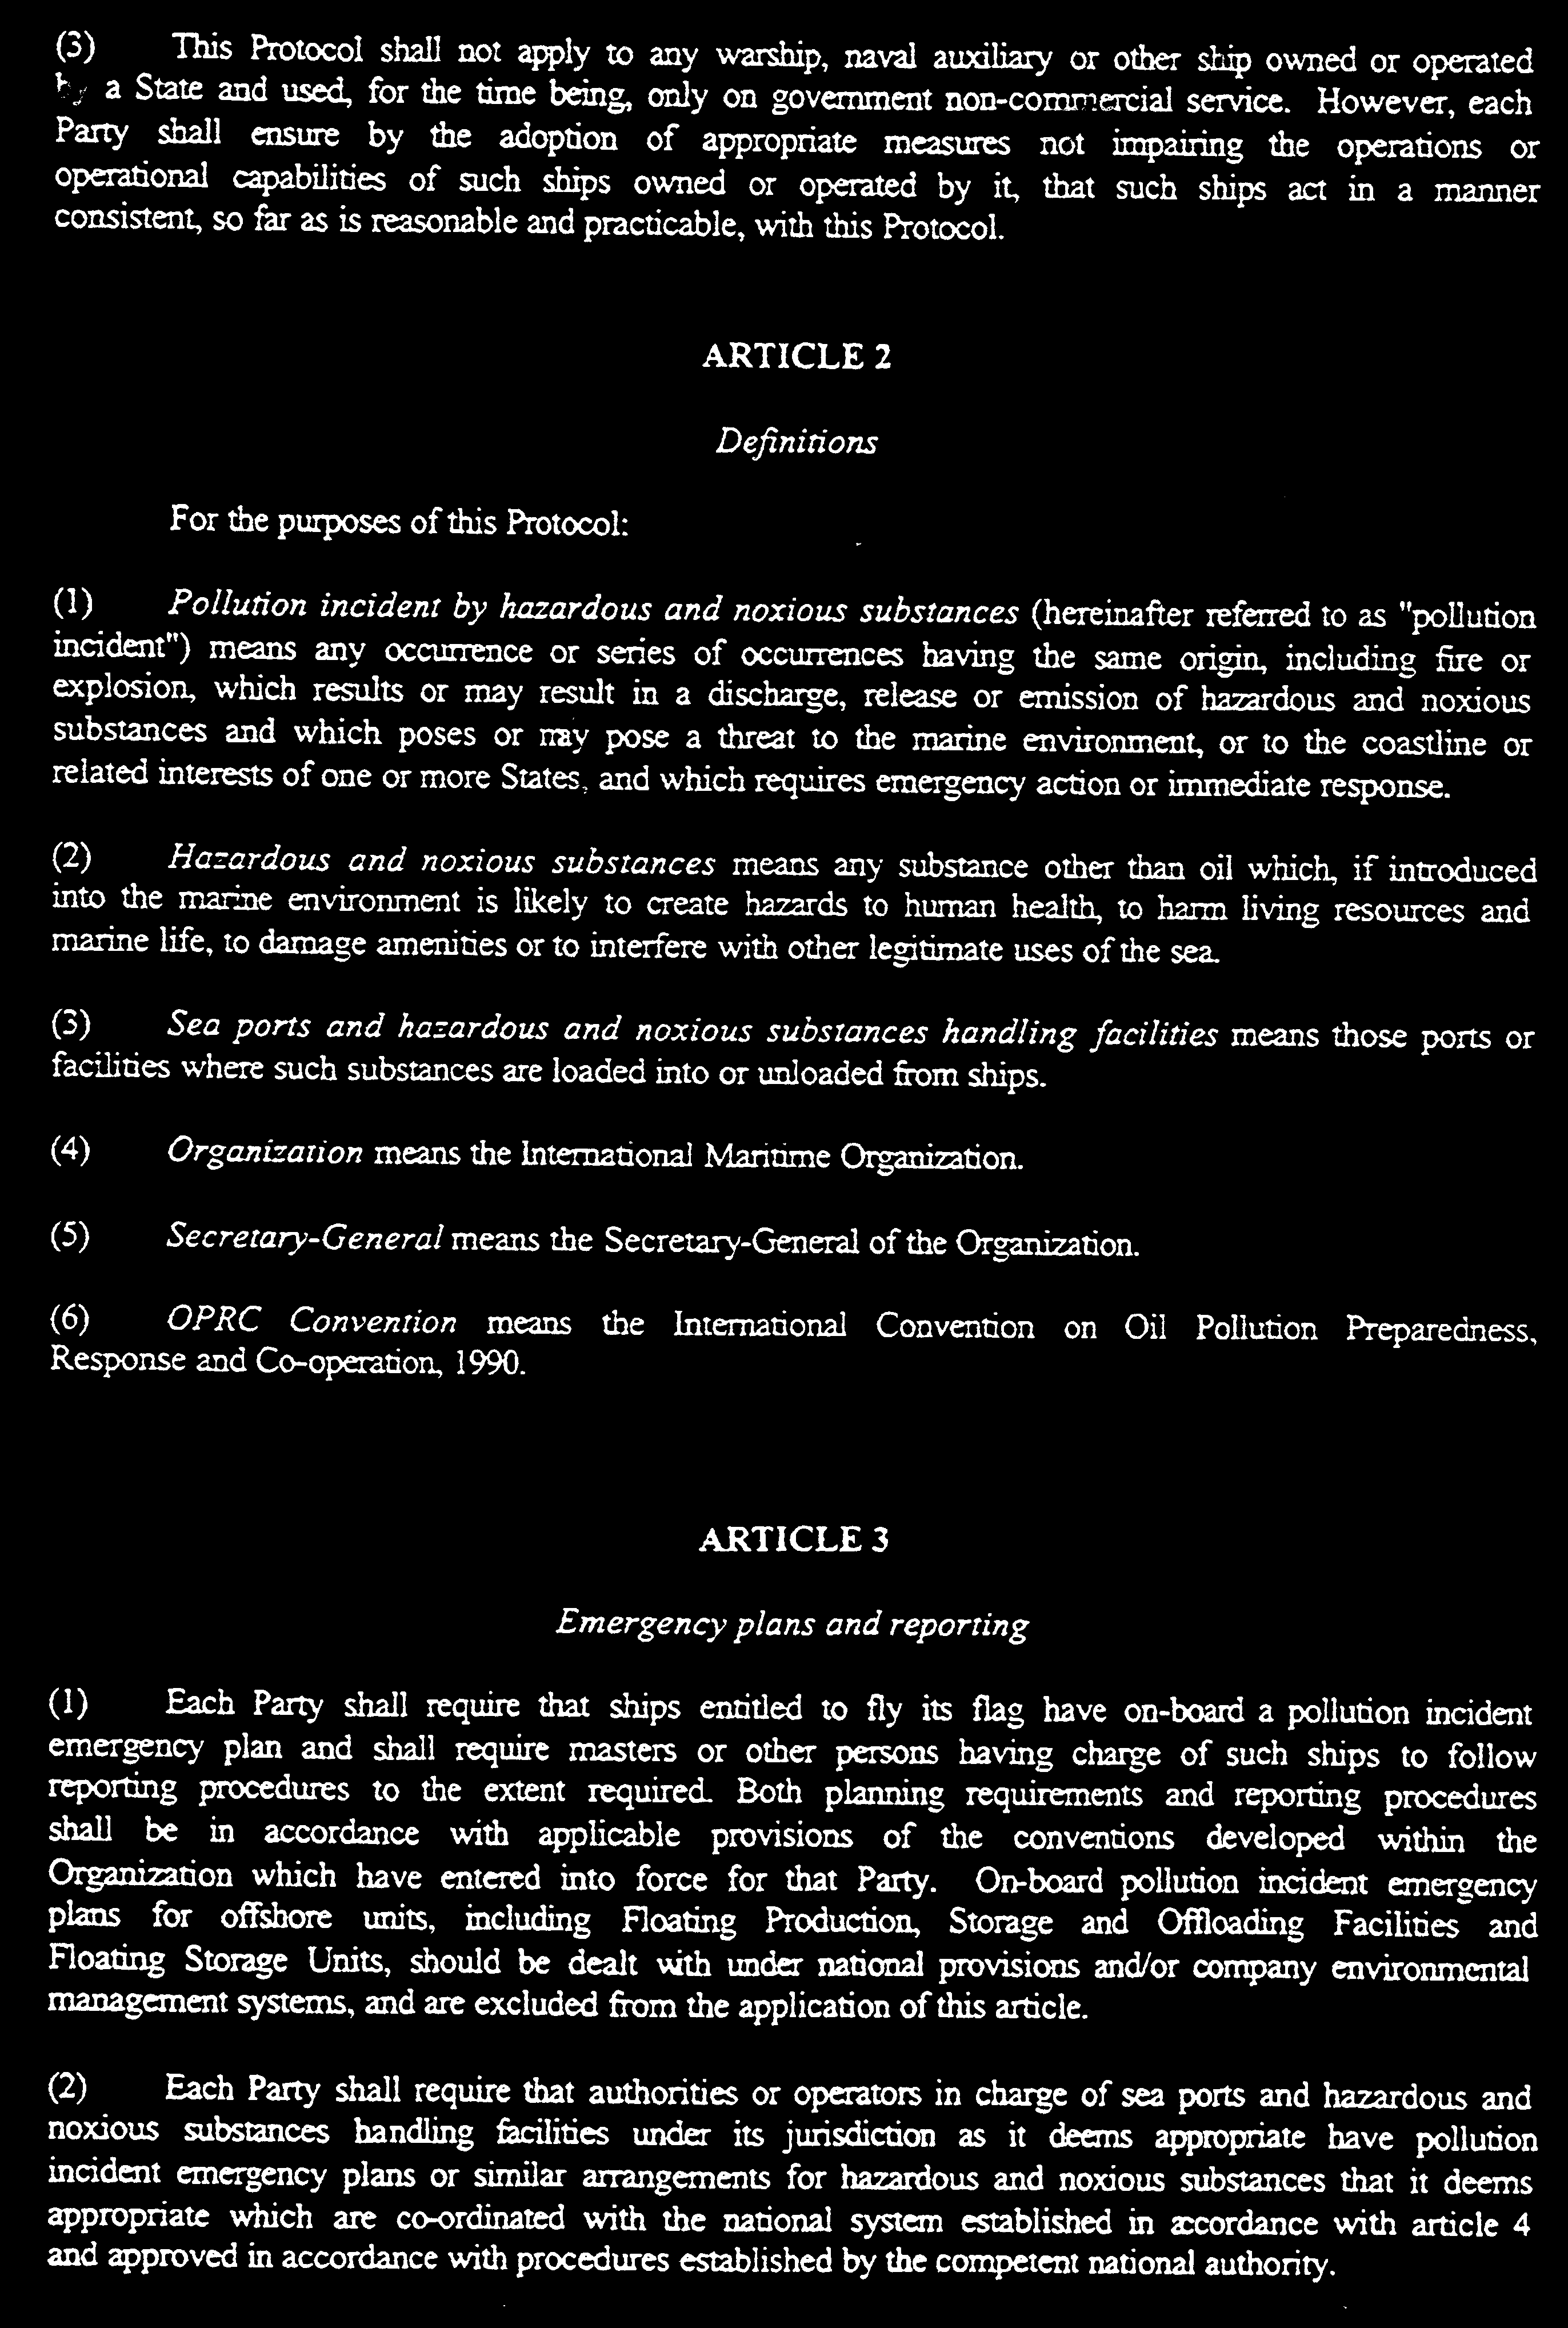 (3) This Protocol shall not apply to any warship, naval auxiliary or other ship owned or operated
by a State and used, for the time being, only on government non-commercial service. However, each
Party shall ensure by the adoption of appropriate measures not impairing the operations or
operational capabilities of such ships owned or operated by it, that such ships act in a manner
consistent, so far as is reasonable and practicable, with this Protocol.
ARTICLE 2
Definitions
For the purposes of this Protocol:
(1) Pollution incident by hazardous and noxious substances (hereinafter referred to as "pollution
incident") means any occurrence or series of occurrences having the same origin, including fire or
explosion, which results or may result in a discharge, release or emission of hazardous and noxious
substances and which poses or may pose a threat to the marine environment, or to the coastline or
related interests of one or more States, and which requires emergency action or immediate response.
(2) Hazardous and noxious substances means any substance other than oil which, if introduced
into the marine environment is likely to create hazards to human health, to harm living resources and
marine life, to damage amenities or to interfere with other legitimate uses of the sea.
(3) Sea ports and hazardous and noxious substances handling facilities means those ports or
facilities where such substances are loaded into or unloaded from ships.
(4) Organization means the International Maritime Organization.
(5) Secretary-General means the Secretary-General of the Organization.
(6) OPRC Convention means the International Convention on Oil Pollution Preparedness,
Response and Co-operation, 1990.
ARTICLE 3
Emergency plans and reporting
(1) Each Party shall require that ships entitled to fly its flag have on-board a pollution incident
emergency plan and shall require masters or other persons having charge of such ships to follow
reporting procedures to the extent required. Both planning requirements and reporting procedures
shall be in accordance with applicable provisions of the conventions developed within the
Organization which have entered into force for that Party. On-board pollution incident emergency
plans for offshore units, including Floating Production, Storage and Offloading Facilities and
Floating Storage Units, should be dealt with under national provisions and/or company environmental
management systems, and are excluded from the application of this article.
(2) Each Party shall require that authorities or operators in charge of sea ports and hazardous and
noxious substances handling facilities under its jurisdiction as it deems appropriate have pollution
incident emergency plans or similar arrangements for hazardous and noxious substances that it deems
appropriate which are co-ordinated with the national system established in accordance with article 4
and approved in accordance with procedures established by the competent national authority.